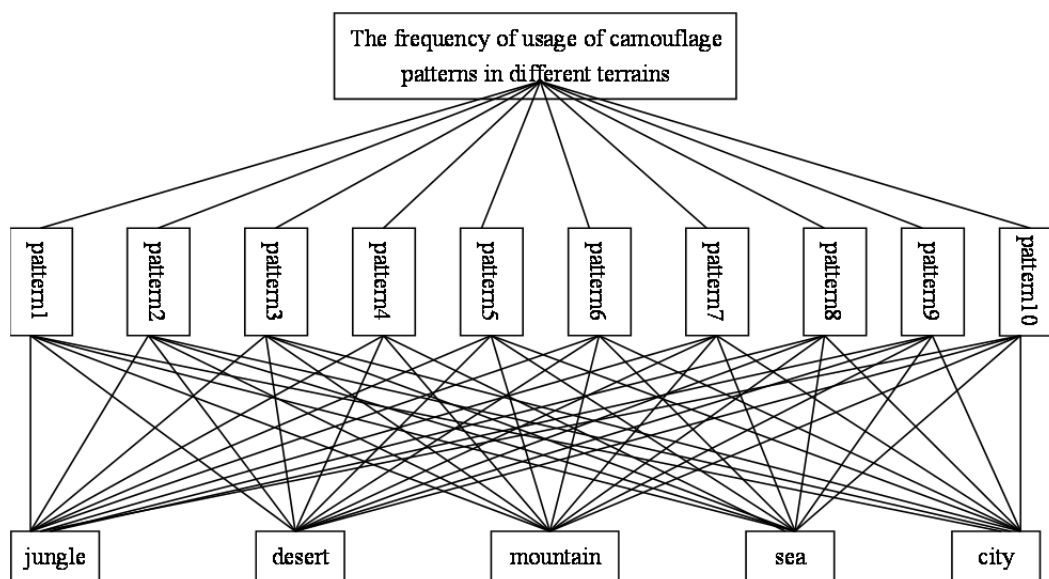 The frequency of usage of camouflage
patterns in different terrains
pattern1
pattern2
pattern3
pattern4
pattern5
pattern6
pattern7
pattern8
pattern9
pattern10
jungle
desert
mountain
sea
city